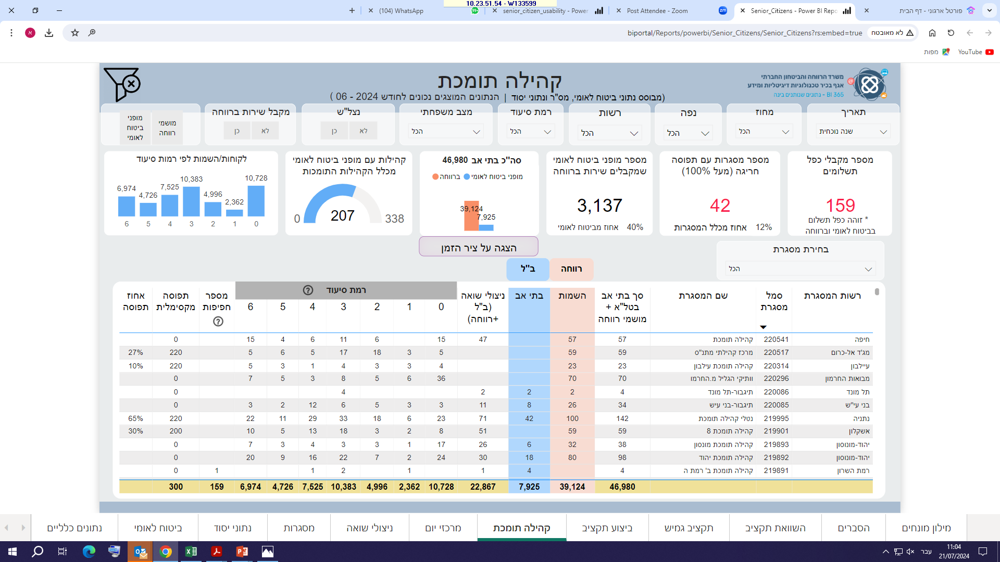 10.23.51.54 - W133599
(104) WhatsApp
senior_citizen_usability - Power
Post Attendee - Zoom
Senior_Citizens - Power BI Repo
פורטל ארגוני - דף הבית
biportal/Reports/powerbi/Senior_Citizens/Senior_Citizens?rs:embed=true
לא מאובטח
YouTube
מפות
משרד הרווחה והביטחון החברתי
אגף בכיר טכנולוגיות דיגיטליות ומידע
BI 365 - נתונים שנותנים בינה
קהילה תומכת
(מבוסס נתוני ביטוח לאומי, מס"ר ונתוני יסוד | הנתונים המוצגים נכונים לחודש 2024 - 06 )
תאריך
שנה נוכחית
מחוז
הכל
נפה
הכל
רשות
הכל
רמת סיעוד
הכל
מצב משפחתי
הכל
נצל"ש
לא
כן
מקבל שירות ברווחה
לא
כן
מושמי רווחה
מופני ביטוח לאומי
מספר מקבלי כפל תשלומים
159
* זוהה כפל תשלום
בביטוח לאומי וברווחה
מספר מסגרות עם תפוסה חריגה (מעל 100%)
42
אחוז מכלל המסגרות 12%
מספר מופני ביטוח לאומי שמקבלים שירות ברווחה
3,137
אחוז מביטוח לאומי 40%
סה"כ בתי אב 46,980
מופני ביטוח לאומי
ברווחה
39,124
7,925
קהילות עם מופני ביטוח לאומי מכלל הקהילות התומכות
0
207
338
לקוחות/השמות לפי רמות סיעוד
6,974 4,726 7,525 10,383 4,996 2,362 10,728
6 5 4 3 2 1 0
הצגה על ציר הזמן
בחירת מסגרת
הכל
רווחה
ב"ל
רמת סיעוד
רשות המסגרת
סמל מסגרת
שם המסגרת
סך בתי אב בטל"א + מושמי רווחה
השמות
בתי אב
ניצולי שואה (ב"ל +רווחה)
0 1 2 3 4 5 6
מספר חפיפות
תפוסה מקסימלית
אחוז תפוסה
חיפה 220541 קהילה תומכת 57 57 47 15 6 11 6 4 15 0
מג'ד אל-כרום 220517 מרכז קהילתי מתנ"ס 59 59 5 3 18 17 5 6 5 220 27%
עיילבון 220314 קהילה תומכת עילבון 23 23 4 3 3 4 1 3 5 220 10%
מבואות החרמון 220296 וותיקי הגליל מ.החרמו 70 70 36 6 5 8 3 5 7 0
תל מונד 220086 תיגבור-תל מונד 4 2 2 2 4 0
בני עי"ש 220085 תיגבור-בני עיש 34 26 8 11 3 3 5 6 12 2 3 0
נתניה 219995 נטלי קהילה תומכת 142 100 42 71 23 6 18 33 29 11 22 220 65%
אשקלון 219901 קהילה תומכת 8 59 59 51 8 2 3 18 13 5 10 200 30%
יהוד-מונוסון 219893 קהילה תומכת מונסון 38 32 6 26 17 1 3 3 4 3 7 0
יהוד-מונוסון 219892 קהילה תומכת יהוד 98 80 18 30 24 2 7 22 16 9 20 0
רמת השרון 219891 קהילה תומכת ב' רמת ה 4 4 1 1 2 1 1 0
46,980 39,124 7,925 22,867 10,728 2,362 4,996 10,383 7,525 4,726 6,974 159 300
מילון מונחים
הסברים
השוואת תקציב
תקציב גמיש
ביצוע תקציב
קהילה תומכת
מרכזי יום
ניצולי שואה
מסגרות
נתוני יסוד
ביטוח לאומי
נתונים כלליים
עבר
11:04
21/07/2024